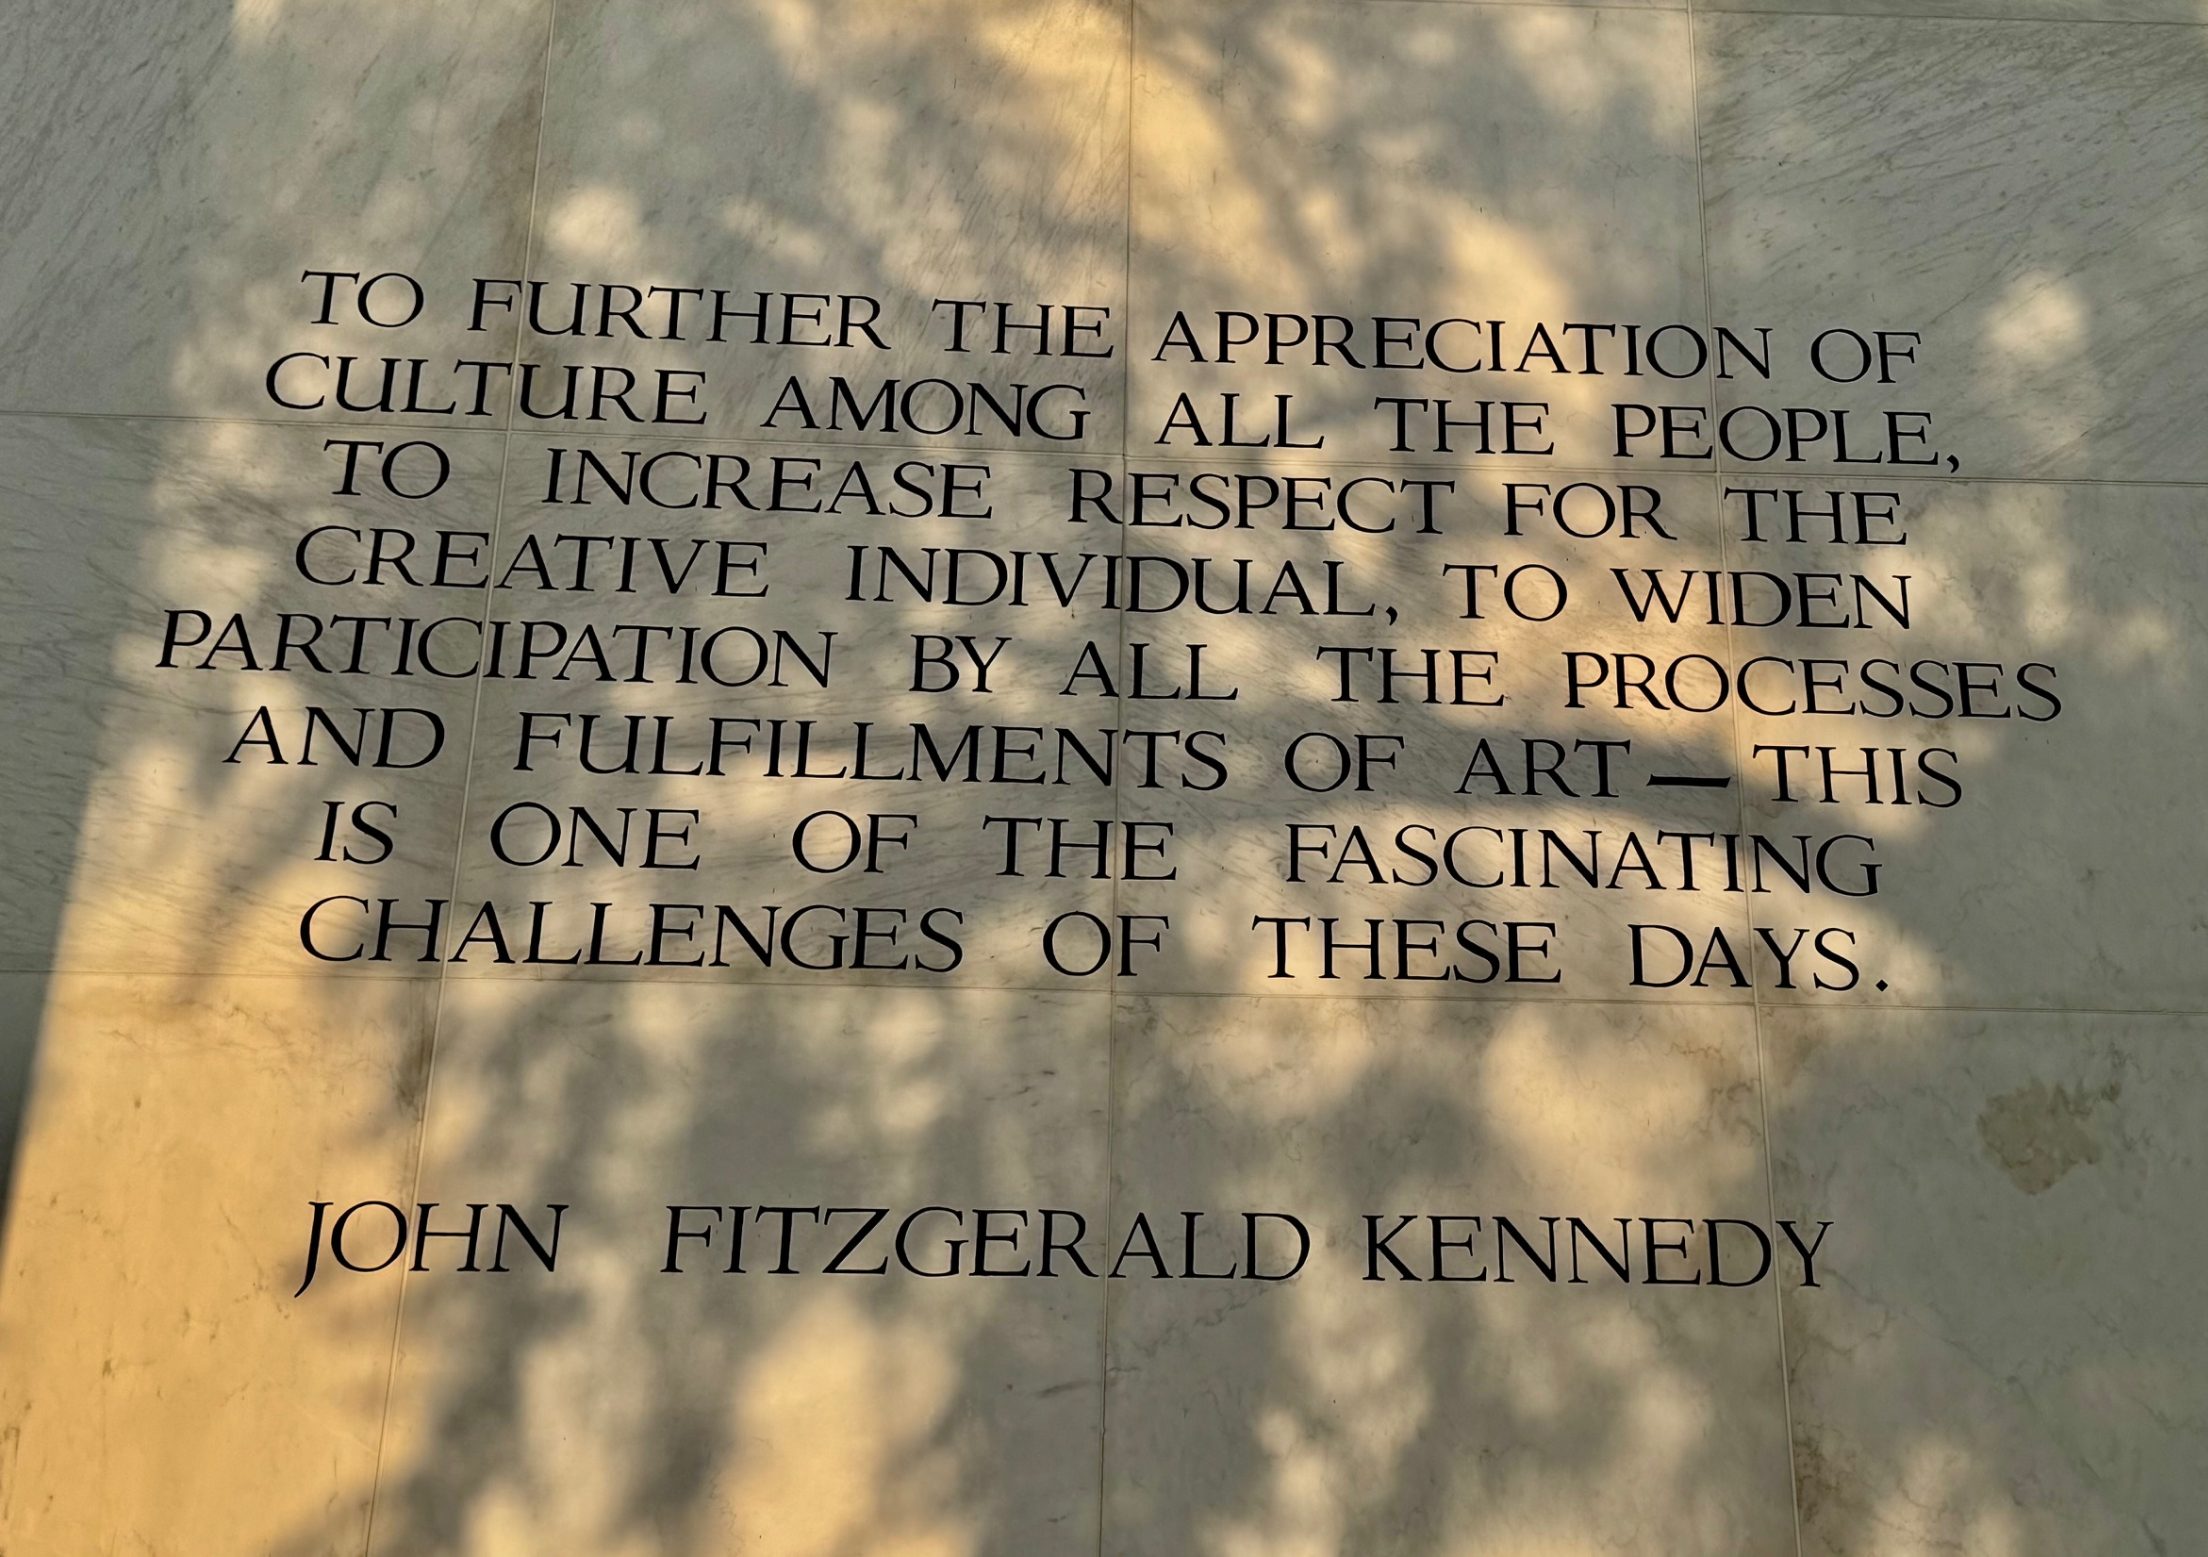 TO FURTHER THE APPRECIATION OF
CULTURE AMONG ALL THE PEOPLE,
TO INCREASE RESPECT FOR THE
CREATIVE INDIVIDUAL, TO WIDEN
PARTICIPATION BY ALL THE PROCESSES
AND FULFILLMENTS OF ART—THIS
IS ONE OF THE FASCINATING
CHALLENGES OF THESE DAYS.
JOHN FITZGERALD KENNEDY